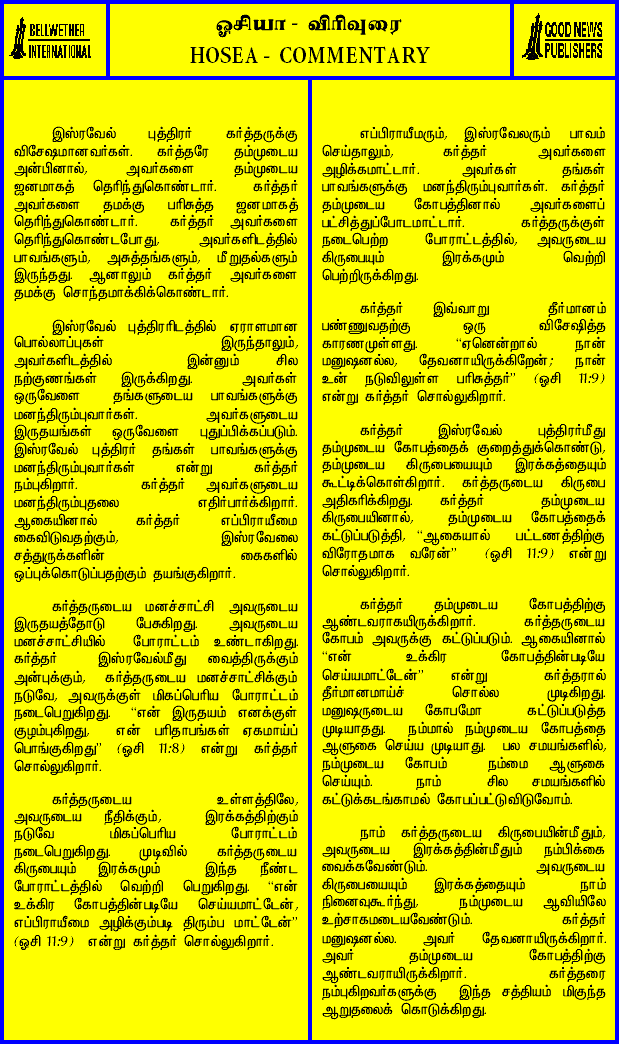 BELLWETHER
INTERNATIONAL
ஓசியா - விரிவுரை
HOSEA - COMMENTARY
GOOD NEWS
PUBLISHERS
இஸ்ரவேல் புத்திரர் கர்த்தருக்கு
விசேஷமானவர்கள். கர்த்தரே தம்முடைய
அன்பினால், அவர்களை தம்முடைய
ஜனமாகத் தெரிந்துகொண்டார். கர்த்தர்
அவர்களை தமக்கு பரிசுத்த ஜனமாகத்
தெரிந்துகொண்டார். கர்த்தர் அவர்களை
தெரிந்துகொண்டபோது, அவர்களிடத்தில்
பாவங்களும், அசுத்தங்களும், மீறுதல்களும்
இருந்தது. ஆனாலும் கர்த்தர் அவர்களை
தமக்கு சொந்தமாக்கிக்கொண்டார்.
இஸ்ரவேல் புத்திரரிடத்தில் ஏராளமான
பொல்லாப்புகள் இருந்தாலும்,
அவர்களிடத்தில் இன்னும் சில
நற்குணங்கள் இருக்கிறது. அவர்கள்
ஒருவேளை தங்களுடைய பாவங்களுக்கு
மனந்திரும்புவார்கள். அவர்களுடைய
இருதயங்கள் ஒருவேளை புதுப்பிக்கப்படும்.
இஸ்ரவேல் புத்திரர் தங்கள் பாவங்களுக்கு
மனந்திரும்புவார்கள் என்று கர்த்தர்
நம்புகிறார். கர்த்தர் அவர்களுடைய
மனந்திரும்புதலை எதிர்பார்க்கிறார்.
ஆகையினால் கர்த்தர் எப்பிராயீமை
கைவிடுவதற்கும், இஸ்ரவேலை
சத்துருக்களின் கைகளில்
ஒப்புக்கொடுப்பதற்கும் தயங்குகிறார்.
கர்த்தருடைய மனச்சாட்சி அவருடைய
இருதயத்தோடு பேசுகிறது. அவருடைய
மனச்சாட்சியில் போராட்டம் உண்டாகிறது.
கர்த்தர் இஸ்ரவேல்மீது வைத்திருக்கும்
அன்புக்கும், கர்த்தருடைய மனச்சாட்சிக்கும்
நடுவே, அவருக்குள் மிகப்பெரிய போராட்டம்
நடைபெறுகிறது. “என் இருதயம் எனக்குள்
குழம்புகிறது, என் பரிதாபங்கள் ஏகமாய்ப்
பொங்குகிறது” (ஓசி 11:8) என்று கர்த்தர்
சொல்லுகிறார்.
கர்த்தருடைய உள்ளத்திலே,
அவருடைய நீதிக்கும், இரக்கத்திற்கும்
நடுவே மிகப்பெரிய போராட்டம்
நடைபெறுகிறது. முடிவில் கர்த்தருடைய
கிருபையும் இரக்கமும் இந்த நீண்ட
போராட்டத்தில் வெற்றி பெறுகிறது. “என்
உக்கிர கோபத்தின்படியே செய்யமாட்டேன்,
எப்பிராயீமை அழிக்கும்படி திரும்ப மாட்டேன்”
(ஓசி 11:9) என்று கர்த்தர் சொல்லுகிறார்.
எப்பிராயீமரும், இஸ்ரவேலரும் பாவம்
செய்தாலும், கர்த்தர் அவர்களை
அழிக்கமாட்டார். அவர்கள் தங்கள்
பாவங்களுக்கு மனந்திரும்புவார்கள். கர்த்தர்
தம்முடைய கோபத்தினால் அவர்களைப்
பட்சித்துப்போடமாட்டார். கர்த்தருக்குள்
நடைபெற்ற போராட்டத்தில், அவருடைய
கிருபையும் இரக்கமும் வெற்றி
பெற்றிருக்கிறது.
கர்த்தர் இவ்வாறு தீர்மானம்
பண்ணுவதற்கு ஒரு விசேஷித்த
காரணமுள்ளது. “ஏனென்றால் நான்
மனுஷனல்ல, தேவனாயிருக்கிறேன்; நான்
உன் நடுவிலுள்ள பரிசுத்தர்” (ஓசி 11:9)
என்று கர்த்தர் சொல்லுகிறார்.
கர்த்தர் இஸ்ரவேல் புத்திரர்மீது
தம்முடைய கோபத்தைக் குறைத்துக்கொண்டு,
தம்முடைய கிருபையையும் இரக்கத்தையும்
கூட்டிக்கொள்கிறார். கர்த்தருடைய கிருபை
அதிகரிக்கிறது. கர்த்தர் தம்முடைய
கிருபையினால், தம்முடைய கோபத்தைக்
கட்டுப்படுத்தி, “ஆகையால் பட்டணத்திற்கு
விரோதமாக வரேன்” (ஓசி 11:9) என்று
சொல்லுகிறார்.
கர்த்தர் தம்முடைய கோபத்திற்கு
ஆண்டவராகயிருக்கிறார். கர்த்தருடைய
கோபம் அவருக்கு கட்டுப்படும். ஆகையினால்
“என் உக்கிர கோபத்தின்படியே
செய்யமாட்டேன்” என்று கர்த்தரால்
தீர்மானமாய்ச் சொல்ல முடிகிறது.
மனுஷருடைய கோபமோ கட்டுப்படுத்த
முடியாதது. நம்மால் நம்முடைய கோபத்தை
ஆளுகை செய்ய முடியாது. பல சமயங்களில்,
நம்முடைய கோபம் நம்மை ஆளுகை
செய்யும். நாம் சில சமயங்களில்
கட்டுக்கடங்காமல் கோபப்பட்டுவிடுவோம்.
நாம் கர்த்தருடைய கிருபையின்மீதும்,
அவருடைய இரக்கத்தின்மீதும் நம்பிக்கை
வைக்கவேண்டும். அவருடைய
கிருபையையும் இரக்கத்தையும் நாம்
நினைவுகூர்ந்து, நம்முடைய ஆவியிலே
உற்சாகமடையவேண்டும். கர்த்தர்
மனுஷனல்ல. அவர் தேவனாயிருக்கிறார்.
அவர் தம்முடைய கோபத்திற்கு
ஆண்டவராயிருக்கிறார். கர்த்தரை
நம்புகிறவர்களுக்கு இந்த சத்தியம் மிகுந்த
ஆறுதலைக் கொடுக்கிறது.